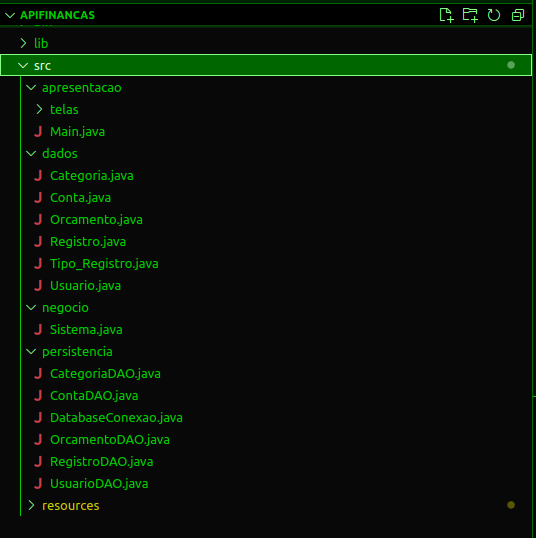 APIFINANCAS
lib
src
apresentacao
telas
Main.java
dados
Categoria.java
Conta.java
Orcamento.java
Registro.java
Tipo_Registro.java
Usuario.java
negocio
Sistema.java
persistencia
CategoriaDAO.java
ContaDAO.java
DatabaseConexao.java
OrcamentoDAO.java
RegistroDAO.java
UsuarioDAO.java
resources